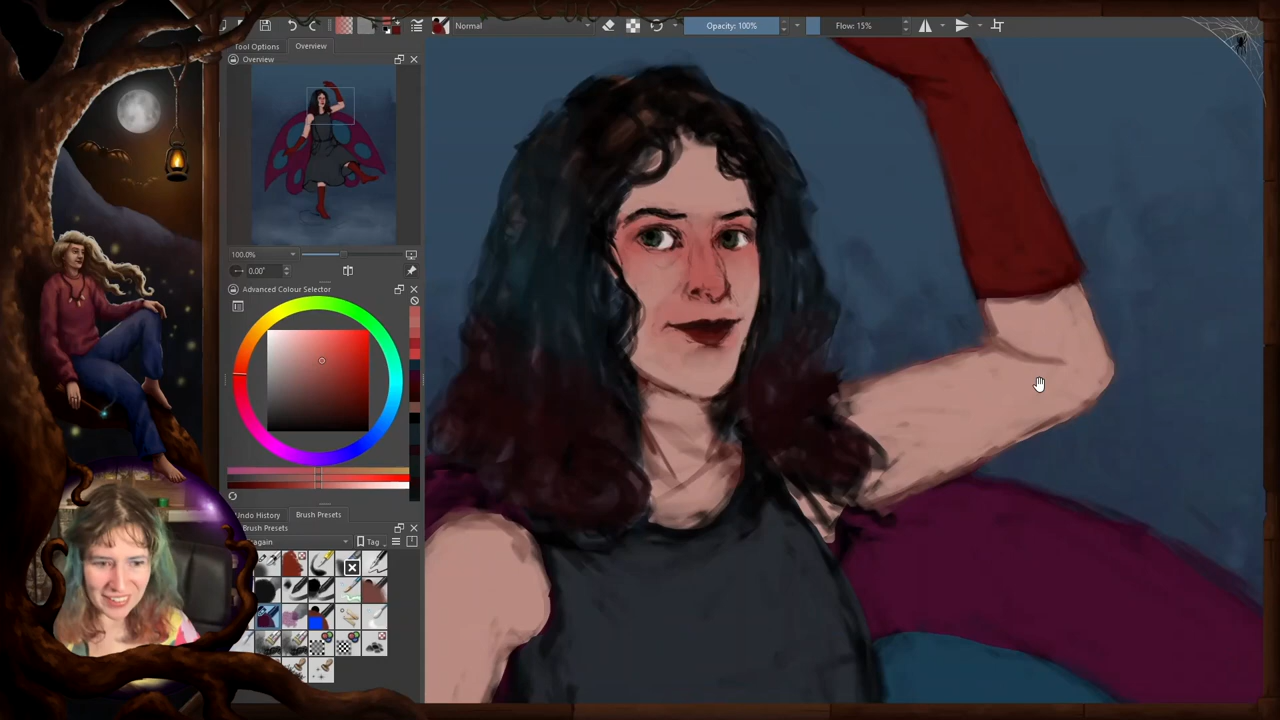 Normal
Opacity: 100%
Flow: 15%
Tool Options
Overview
Overview
100.0%
0.00°
Advanced Colour Selector
Undo History
Brush Presets
Brush Presets
again
Tag